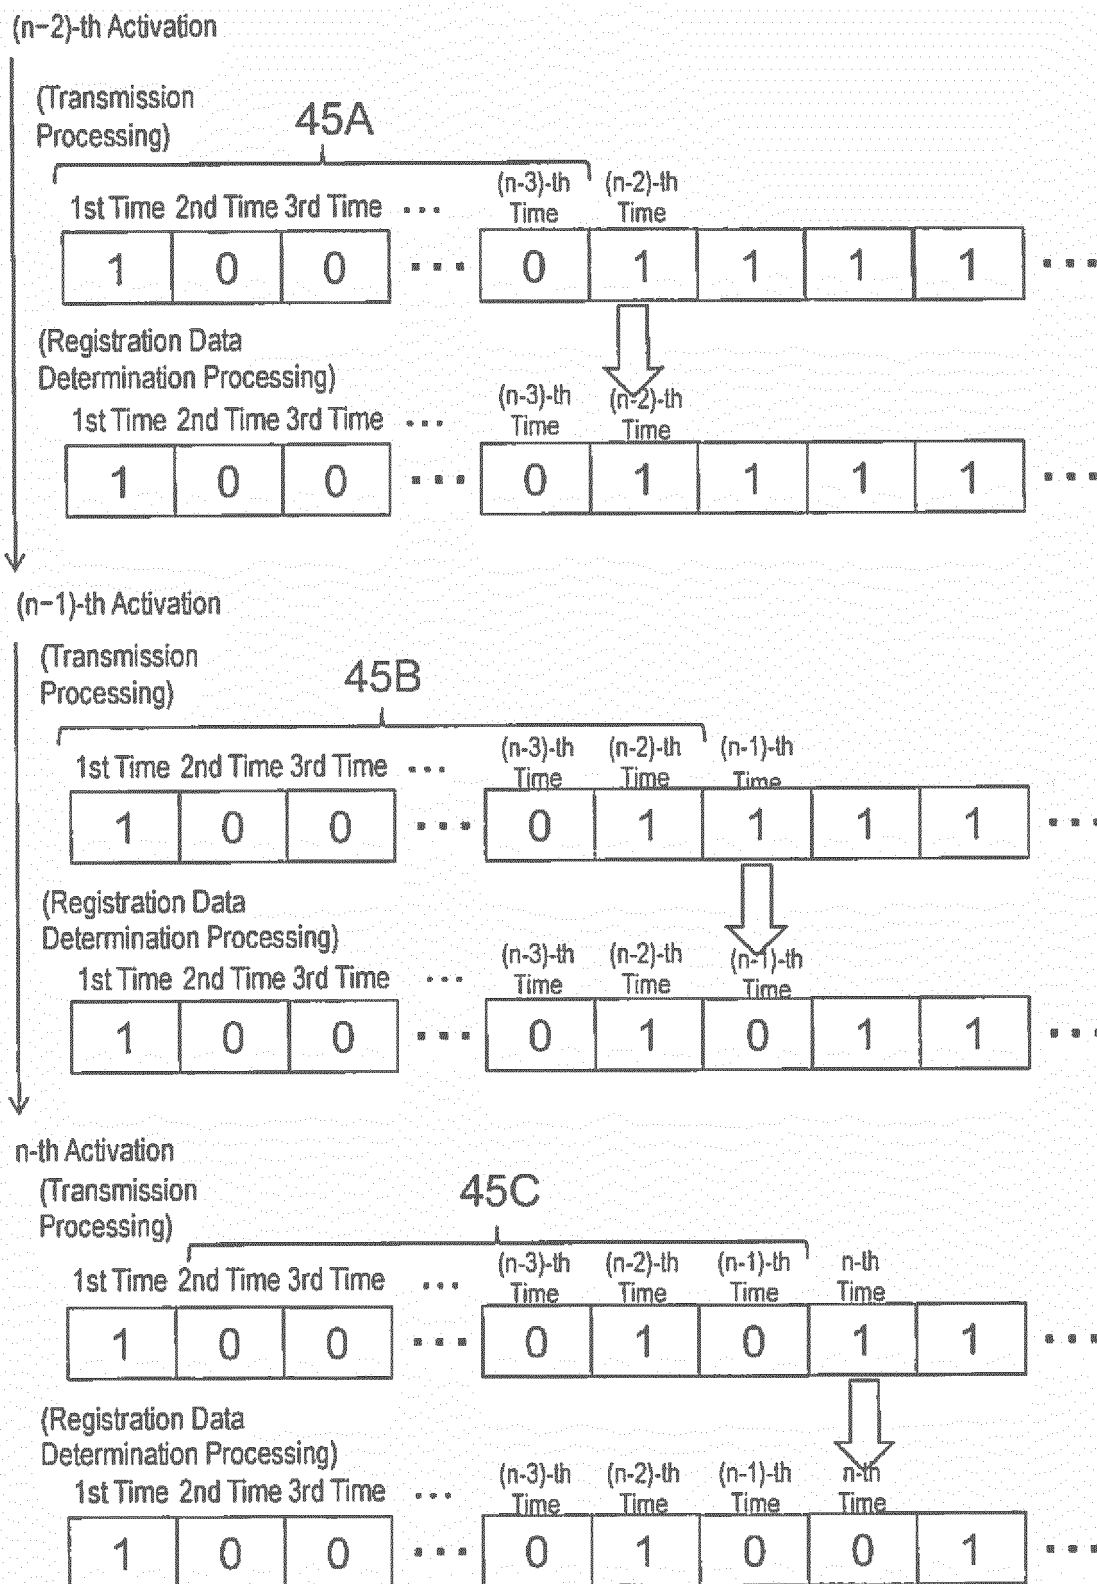 (n-2)-th Activation
(Transmission
Processing)
45A
1st Time 2nd Time 3rd Time ... (n-3)-th Time (n-2)-th Time
1 0 0 ... 0 1 1 1 1 ...
(Registration Data
Determination Processing)
1st Time 2nd Time 3rd Time ... (n-3)-th Time (n-2)-th Time
1 0 0 ... 0 1 1 1 1 ...
(n-1)-th Activation
(Transmission
Processing)
45B
1st Time 2nd Time 3rd Time ... (n-3)-th Time (n-2)-th Time (n-1)-th Time
1 0 0 ... 0 1 1 1 1 ...
(Registration Data
Determination Processing)
1st Time 2nd Time 3rd Time ... (n-3)-th Time (n-2)-th Time (n-1)-th Time
1 0 0 ... 0 1 0 1 1 ...
n-th Activation
(Transmission
Processing)
45C
1st Time 2nd Time 3rd Time ... (n-3)-th Time (n-2)-th Time (n-1)-th Time n-th Time
1 0 0 ... 0 1 0 1 1 ...
(Registration Data
Determination Processing)
1st Time 2nd Time 3rd Time ... (n-3)-th Time (n-2)-th Time (n-1)-th Time n-th Time
1 0 0 ... 0 1 0 0 1 ...